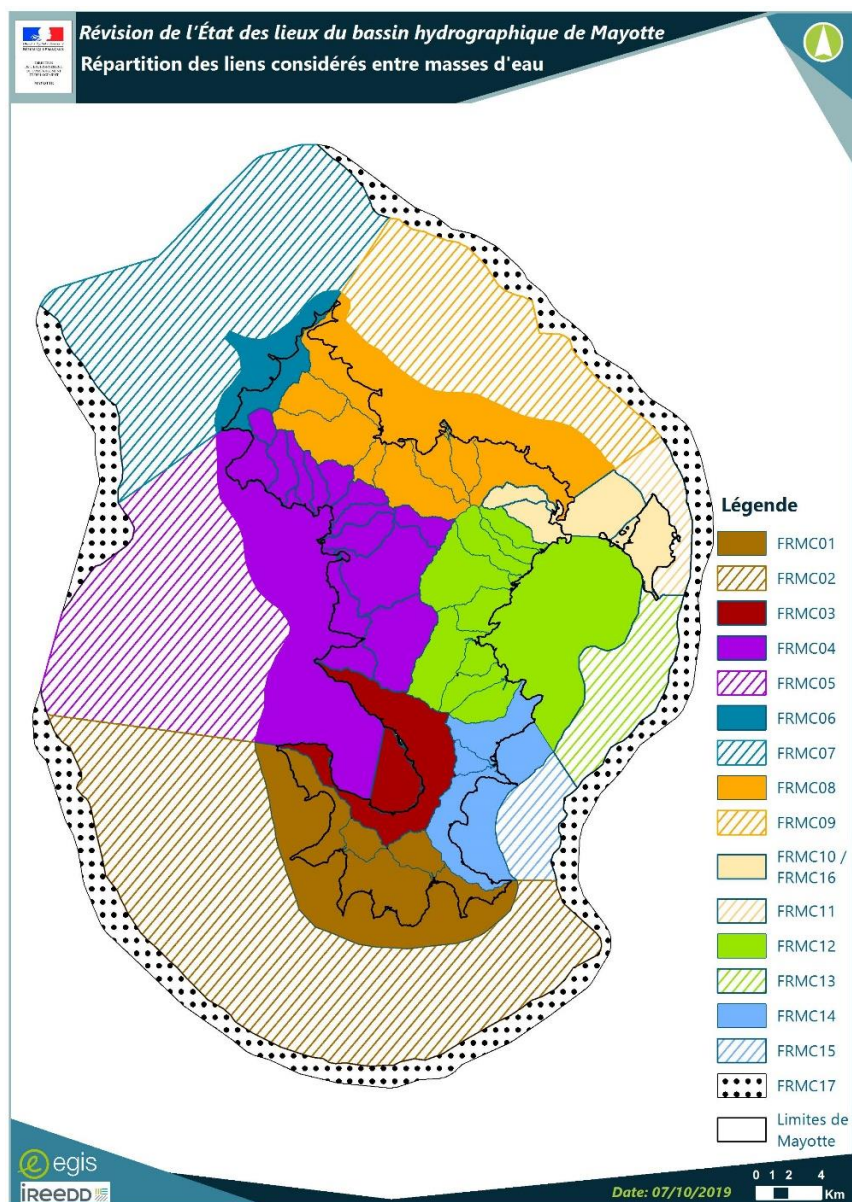 Révision de l'État des lieux du bassin hydrographique de Mayotte
Répartition des liens considérés entre masses d'eau
MAYOTTE
Légende
FRMC01
FRMC02
FRMC03
FRMC04
FRMC05
FRMC06
FRMC07
FRMC08
FRMC09
FRMC10 /
FRMC16
FRMC11
FRMC12
FRMC13
FRMC14
FRMC15
FRMC17
Limites de
Mayotte
egis
iREEDD
Date: 07/10/2019
0 1 2 4
Km